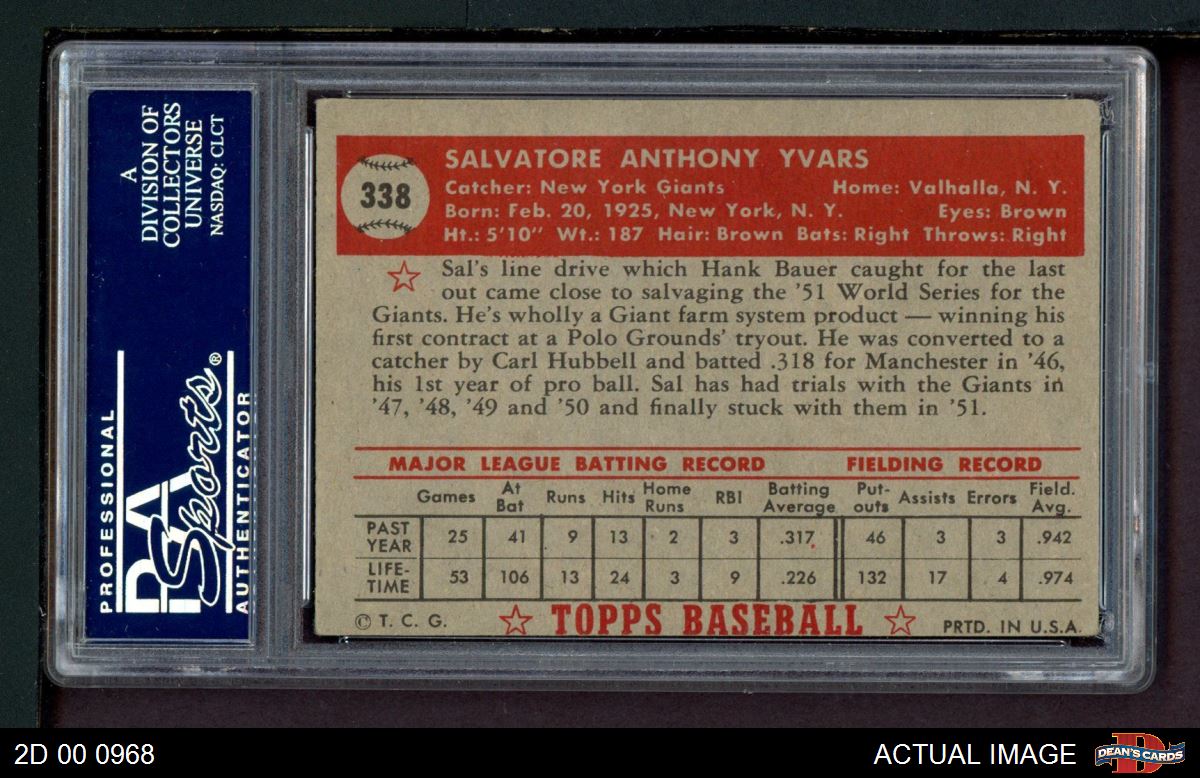 A
DIVISION OF
COLLECTORS
UNIVERSE
NASDAQ: CLCT
PROFESSIONAL
PSA Sports®
AUTHENTICATOR
338
SALVATORE ANTHONY YVARS
Catcher: New York Giants Home: Valhalla, N. Y.
Born: Feb. 20, 1925, New York, N. Y. Eyes: Brown
Ht.: 5'10" Wt.: 187 Hair: Brown Bats: Right Throws: Right
Sal's line drive which Hank Bauer caught for the last
out came close to salvaging the '51 World Series for the
Giants. He's wholly a Giant farm system product — winning his
first contract at a Polo Grounds' tryout. He was converted to a
catcher by Carl Hubbell and batted .318 for Manchester in '46,
his 1st year of pro ball. Sal has had trials with the Giants in
'47, '48, '49 and '50 and finally stuck with them in '51.
MAJOR LEAGUE BATTING RECORD FIELDING RECORD
Games At Bat Runs Hits Home Runs RBI Batting Average Put-outs Assists Errors Field. Avg.
PAST YEAR 25 41 9 13 2 3 .317 46 3 3 .942
LIFE-TIME 53 106 13 24 3 9 .226 132 17 4 .974
© T. C. G. TOPPS BASEBALL PRTD. IN U.S.A.
2D 00 0968 ACTUAL IMAGE DEAN'S CARDS